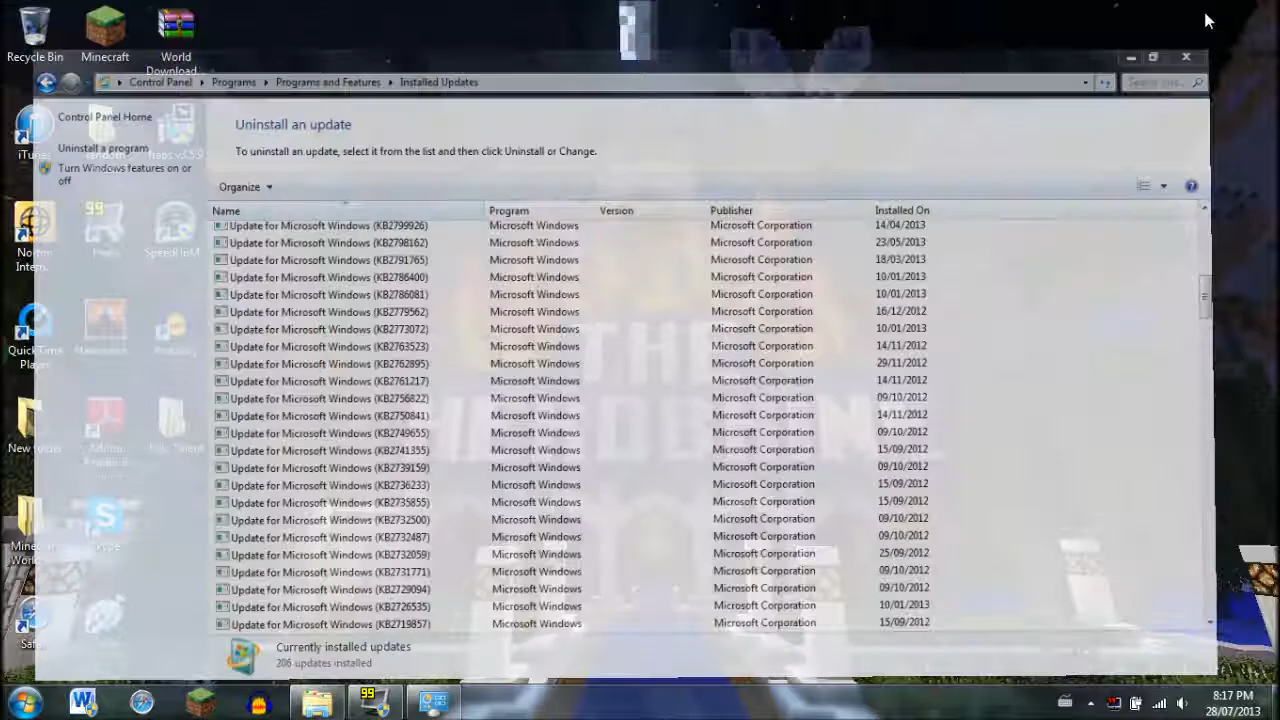 Recycle Bin
Minecraft
World
Download...
Control Panel
Programs
Programs and Features
Installed Updates
Control Panel Home
Uninstall a program
Turn Windows features on or
off
Uninstall an update
To uninstall an update, select it from the list and then click Uninstall or Change.
Organize
Name
Program
Version
Publisher
Installed On
Update for Microsoft Windows (KB2799926) Microsoft Windows Microsoft Corporation 14/04/2013
Update for Microsoft Windows (KB2798162) Microsoft Windows Microsoft Corporation 23/05/2013
Update for Microsoft Windows (KB2791765) Microsoft Windows Microsoft Corporation 18/03/2013
Update for Microsoft Windows (KB2786400) Microsoft Windows Microsoft Corporation 10/01/2013
Update for Microsoft Windows (KB2786081) Microsoft Windows Microsoft Corporation 10/01/2013
Update for Microsoft Windows (KB2779562) Microsoft Windows Microsoft Corporation 16/12/2012
Update for Microsoft Windows (KB2773072) Microsoft Windows Microsoft Corporation 10/01/2013
Update for Microsoft Windows (KB2763523) Microsoft Windows Microsoft Corporation 14/11/2012
Update for Microsoft Windows (KB2762895) Microsoft Windows Microsoft Corporation 29/11/2012
Update for Microsoft Windows (KB2761217) Microsoft Windows Microsoft Corporation 14/11/2012
Update for Microsoft Windows (KB2756822) Microsoft Windows Microsoft Corporation 09/10/2012
Update for Microsoft Windows (KB2750841) Microsoft Windows Microsoft Corporation 14/11/2012
Update for Microsoft Windows (KB2749655) Microsoft Windows Microsoft Corporation 09/10/2012
Update for Microsoft Windows (KB2741355) Microsoft Windows Microsoft Corporation 15/09/2012
Update for Microsoft Windows (KB2739159) Microsoft Windows Microsoft Corporation 09/10/2012
Update for Microsoft Windows (KB2736233) Microsoft Windows Microsoft Corporation 15/09/2012
Update for Microsoft Windows (KB2735855) Microsoft Windows Microsoft Corporation 15/09/2012
Update for Microsoft Windows (KB2732500) Microsoft Windows Microsoft Corporation 09/10/2012
Update for Microsoft Windows (KB2732487) Microsoft Windows Microsoft Corporation 09/10/2012
Update for Microsoft Windows (KB2732059) Microsoft Windows Microsoft Corporation 25/09/2012
Update for Microsoft Windows (KB2731771) Microsoft Windows Microsoft Corporation 09/10/2012
Update for Microsoft Windows (KB2729094) Microsoft Windows Microsoft Corporation 09/10/2012
Update for Microsoft Windows (KB2726535) Microsoft Windows Microsoft Corporation 10/01/2013
Update for Microsoft Windows (KB2719857) Microsoft Windows Microsoft Corporation 15/09/2012
Currently installed updates
206 updates installed
iTunes
Norton
Intern...
99
Fraps
QuickTime
Player
New folder
Skype
THE
99
8:17 PM
28/07/2013